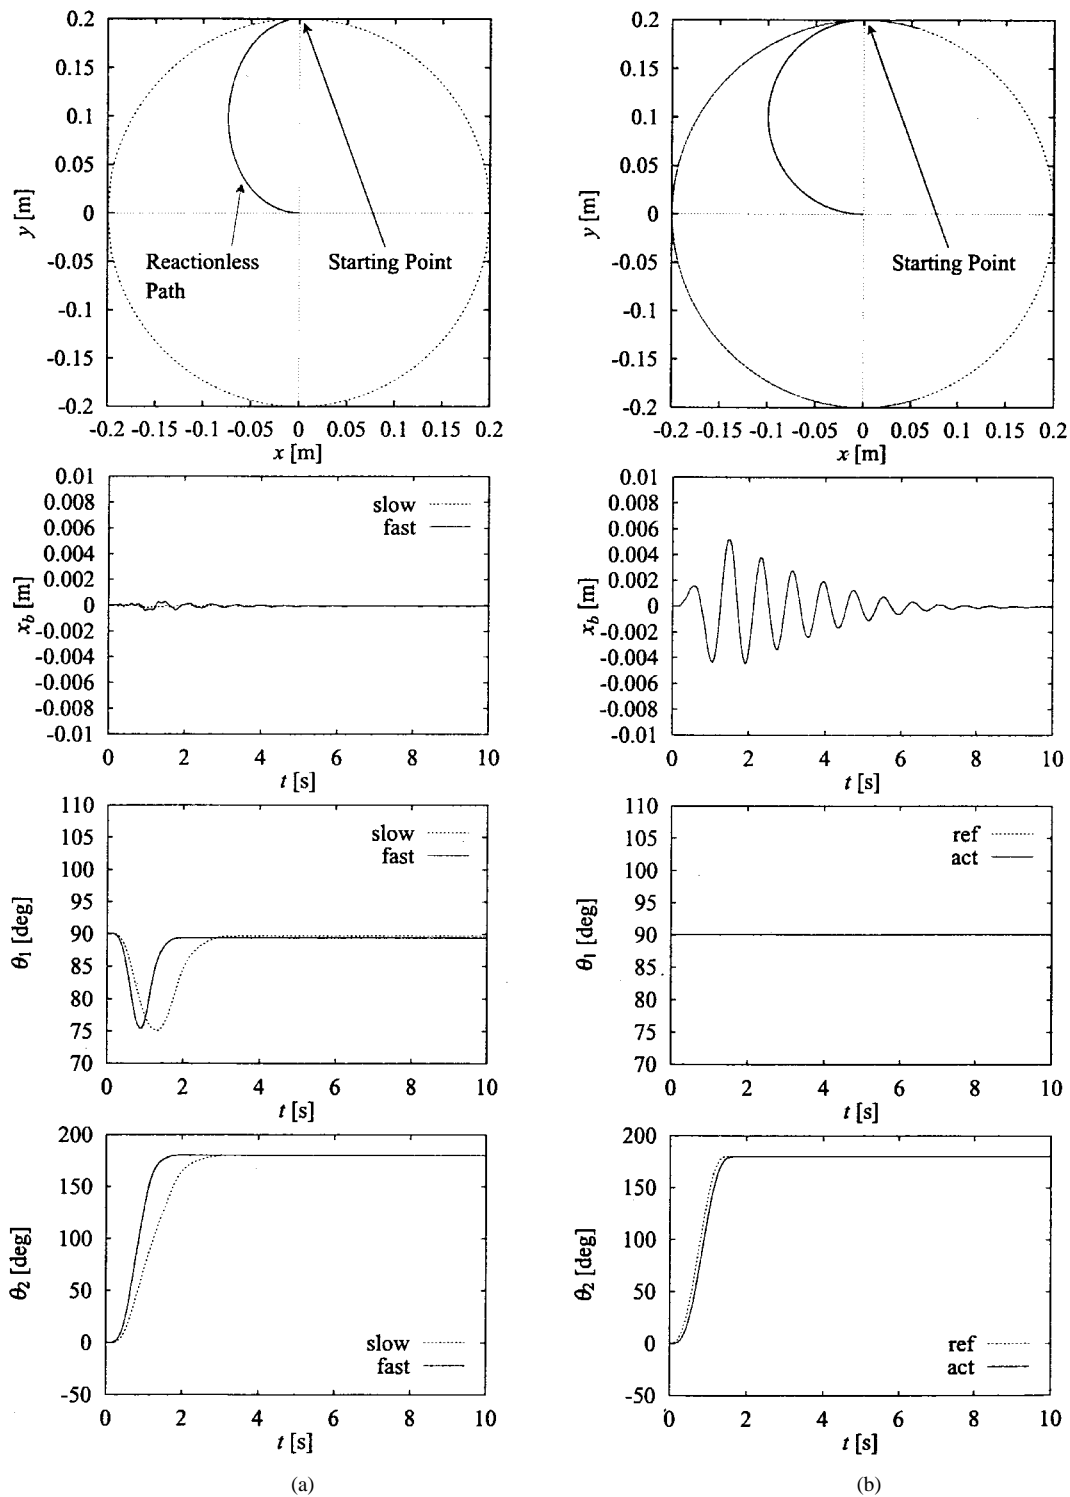 0.2
0.15
0.1
0.05
0
-0.05
-0.1
-0.15
-0.2
y [m]
Reactionless
Path
Starting Point
-0.2 -0.15 -0.1 -0.05 0 0.05 0.1 0.15 0.2
x [m]
0.01
0.008
0.006
0.004
0.002
0
-0.002
-0.004
-0.006
-0.008
-0.01
x_b [m]
slow
fast
0 2 4 6 8 10
t [s]
110
105
100
95
90
85
80
75
70
θ₁ [deg]
slow
fast
0 2 4 6 8 10
t [s]
200
150
100
50
0
-50
θ₂ [deg]
slow
fast
0 2 4 6 8 10
t [s]
(a)
0.2
0.15
0.1
0.05
0
-0.05
-0.1
-0.15
-0.2
y [m]
Starting Point
-0.2 -0.15 -0.1 -0.05 0 0.05 0.1 0.15 0.2
x [m]
0.01
0.008
0.006
0.004
0.002
0
-0.002
-0.004
-0.006
-0.008
-0.01
x_b [m]
0 2 4 6 8 10
t [s]
110
105
100
95
90
85
80
75
70
θ₁ [deg]
ref
act
0 2 4 6 8 10
t [s]
200
150
100
50
0
-50
θ₂ [deg]
ref
act
0 2 4 6 8 10
t [s]
(b)